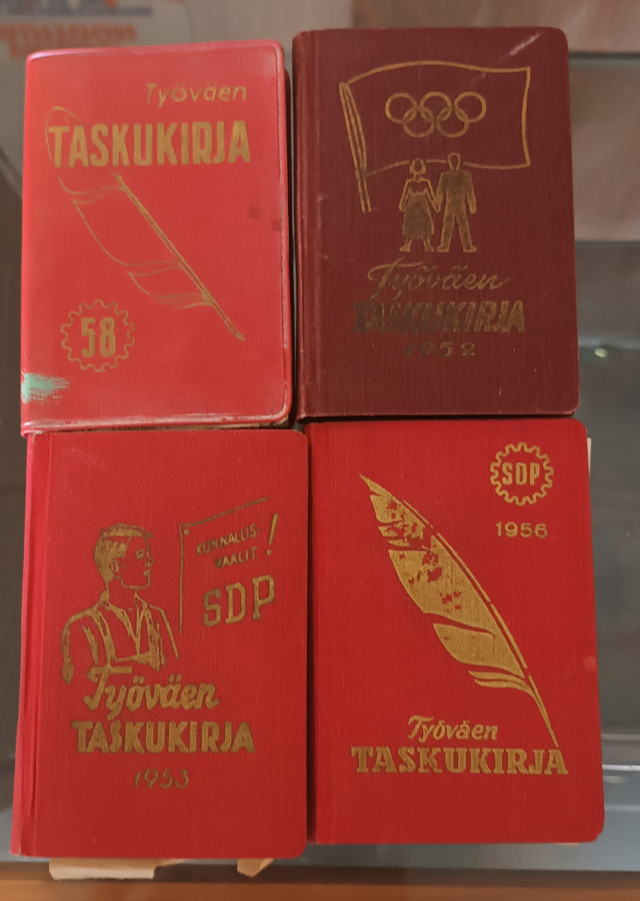 Työväen
TASKUKIRJA
58
Työväen
TASKUKIRJA
1952
KUNNALLIS-
VAALIT!
SDP
Työväen
TASKUKIRJA
1953
SDP
1956
Työväen
TASKUKIRJA